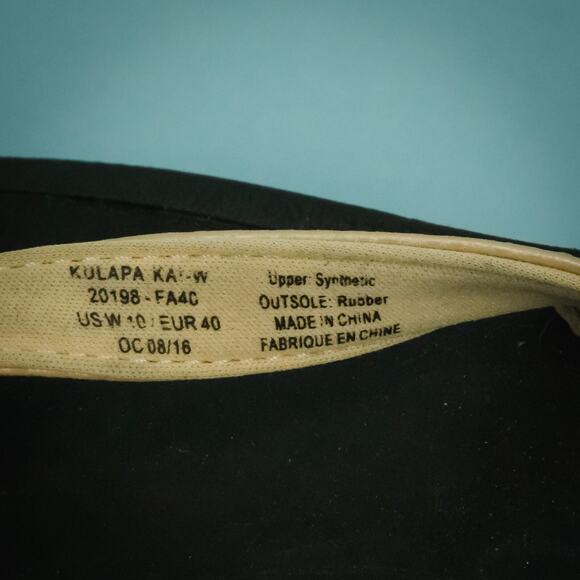 KULAPA KAI-W
20198 - FA4C
US W 10 / EUR 40
OC 08/16
Upper: Synthetic
OUTSOLE: Rubber
MADE IN CHINA
FABRIQUE EN CHINE